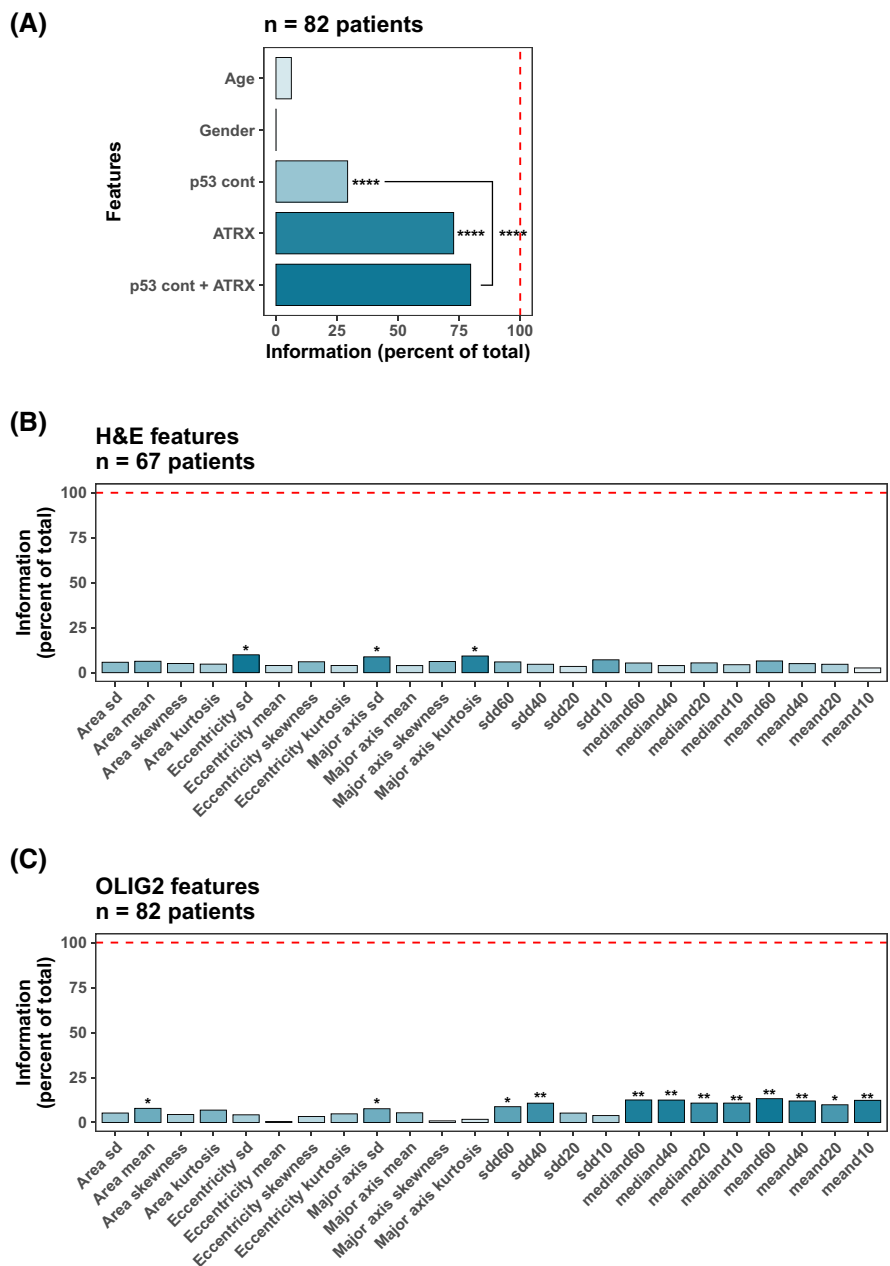 (A)
n = 82 patients
Features
Age
Gender
p53 cont
ATRX
p53 cont + ATRX
****
****
****
0 25 50 75 100
Information (percent of total)
(B)
H&E features
n = 67 patients
Information
(percent of total)
100
75
50
25
0
* * *
Area sd
Area mean
Area skewness
Area kurtosis
Eccentricity sd
Eccentricity mean
Eccentricity skewness
Eccentricity kurtosis
Major axis sd
Major axis mean
Major axis skewness
Major axis kurtosis
sdd60
sdd40
sdd20
sdd10
mediand60
mediand40
mediand20
mediand10
meand60
meand40
meand20
meand10
(C)
OLIG2 features
n = 82 patients
Information
(percent of total)
100
75
50
25
0
* * * ** ** ** ** ** ** ** * **
Area sd
Area mean
Area skewness
Area kurtosis
Eccentricity sd
Eccentricity mean
Eccentricity skewness
Eccentricity kurtosis
Major axis sd
Major axis mean
Major axis skewness
Major axis kurtosis
sdd60
sdd40
sdd20
sdd10
mediand60
mediand40
mediand20
mediand10
meand60
meand40
meand20
meand10